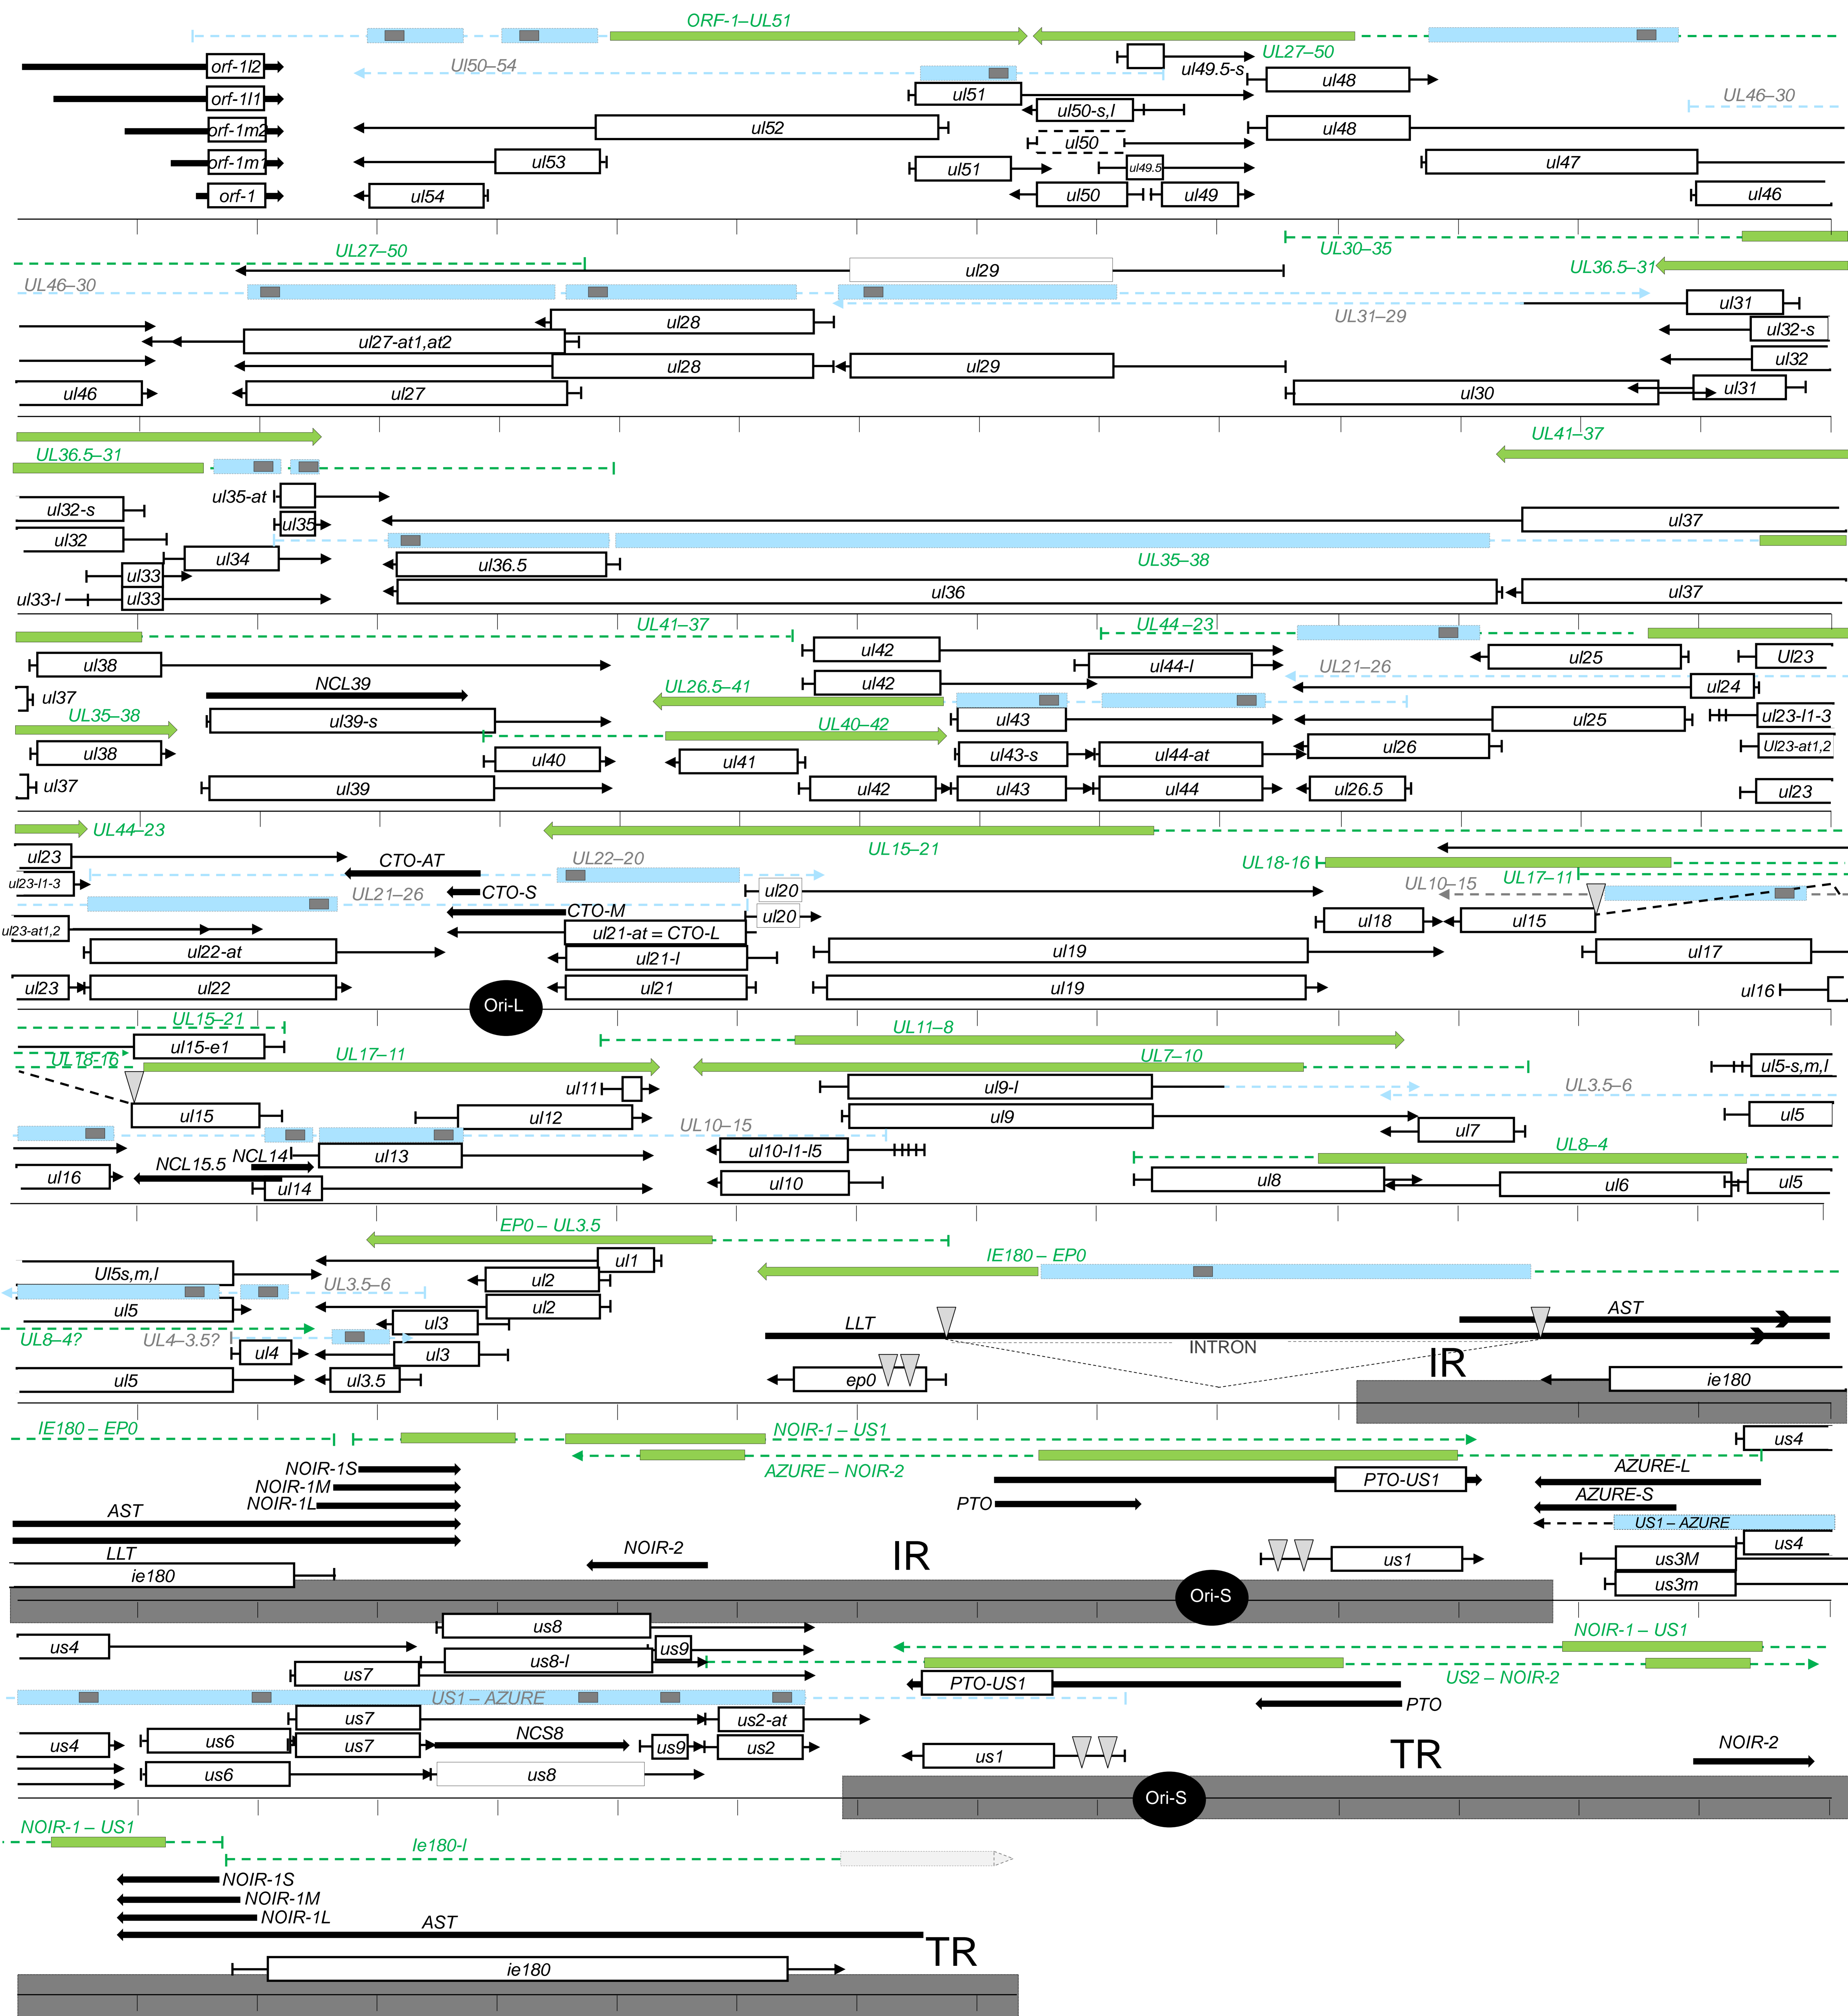 ORF-1–UL51
orf-1l2
Ul50–54
ul49.5-s
UL27–50
ul48
orf-1l1
ul51
ul50-s,l
UL46–30
orf-1m2
ul52
ul50
ul48
orf-1m1
ul53
ul51
ul49.5
ul47
orf-1
ul54
ul50
ul49
ul46
UL27–50
UL30–35
ul29
UL36.5–31
UL46–30
ul31
ul28
UL31–29
ul32-s
ul27-at1,at2
ul28
ul29
ul32
ul46
ul27
ul30
ul31
UL41–37
UL36.5–31
ul35-at
ul32-s
ul35
ul37
ul32
ul34
ul36.5
UL35–38
ul33
ul33-l
ul33
ul36
ul37
UL41–37
UL44–23
ul38
ul42
ul44-l
UL21–26
ul25
Ul23
NCL39
UL26.5–41
ul42
ul24
ul37
UL35–38
ul39-s
UL40–42
ul43
ul25
ul23-l1-3
ul38
ul40
ul41
ul43-s
ul44-at
ul26
Ul23-at1,2
ul37
ul39
ul42
ul43
ul44
ul26.5
ul23
UL44–23
UL15–21
ul23
CTO-AT
UL22–20
UL18-16
UL17–11
ul23-l1-3
UL21–26
CTO-S
ul20
UL10–15
CTO-M
ul20
ul18
ul15
ul23-at1,2
ul21-at = CTO-L
ul22-at
ul21-l
ul19
ul17
ul23
ul22
ul21
ul19
ul16
Ori-L
UL15–21
UL11–8
ul15-e1
UL18-16
UL17–11
UL7–10
ul11
ul9-l
ul5-s,m,l
UL3.5–6
ul15
ul12
ul9
ul5
UL10–15
ul7
NCL14
ul13
ul10-l1-l5
UL8–4
NCL15.5
ul16
ul14
ul10
ul8
ul6
ul5
EP0 – UL3.5
ul1
IE180 – EP0
Ul5s,m,l
ul2
UL3.5–6
ul5
ul2
AST
UL8–4?
UL4–3.5?
ul3
LLT
INTRON
ul4
ul3
IR
ul5
ul3.5
ep0
ie180
IE180 – EP0
NOIR-1 – US1
us4
NOIR-1S
AZURE – NOIR-2
AZURE-L
NOIR-1M
PTO-US1
AZURE-S
NOIR-1L
PTO
AST
US1 – AZURE
LLT
NOIR-2
IR
us4
us1
us3M
ie180
us3m
Ori-S
us8
NOIR-1 – US1
us4
us9
us8-l
us7
US2 – NOIR-2
PTO-US1
US1 – AZURE
PTO
us7
us2-at
us6
NCS8
NOIR-2
us4
us7
us9
us2
us1
TR
us6
us8
Ori-S
NOIR-1 – US1
Ie180-l
NOIR-1S
NOIR-1M
NOIR-1L
AST
TR
ie180